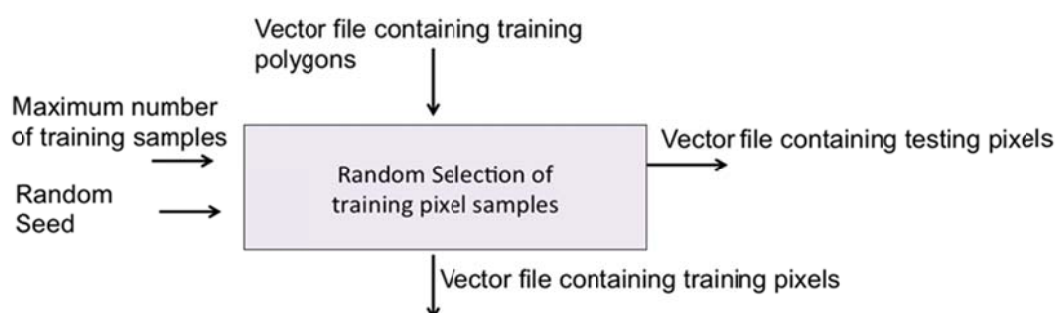 Vector file containing training
polygons
Maximum number
of training samples
Random
Seed
Random Selection of
training pixel samples
Vector file containing testing pixels
Vector file containing training pixels